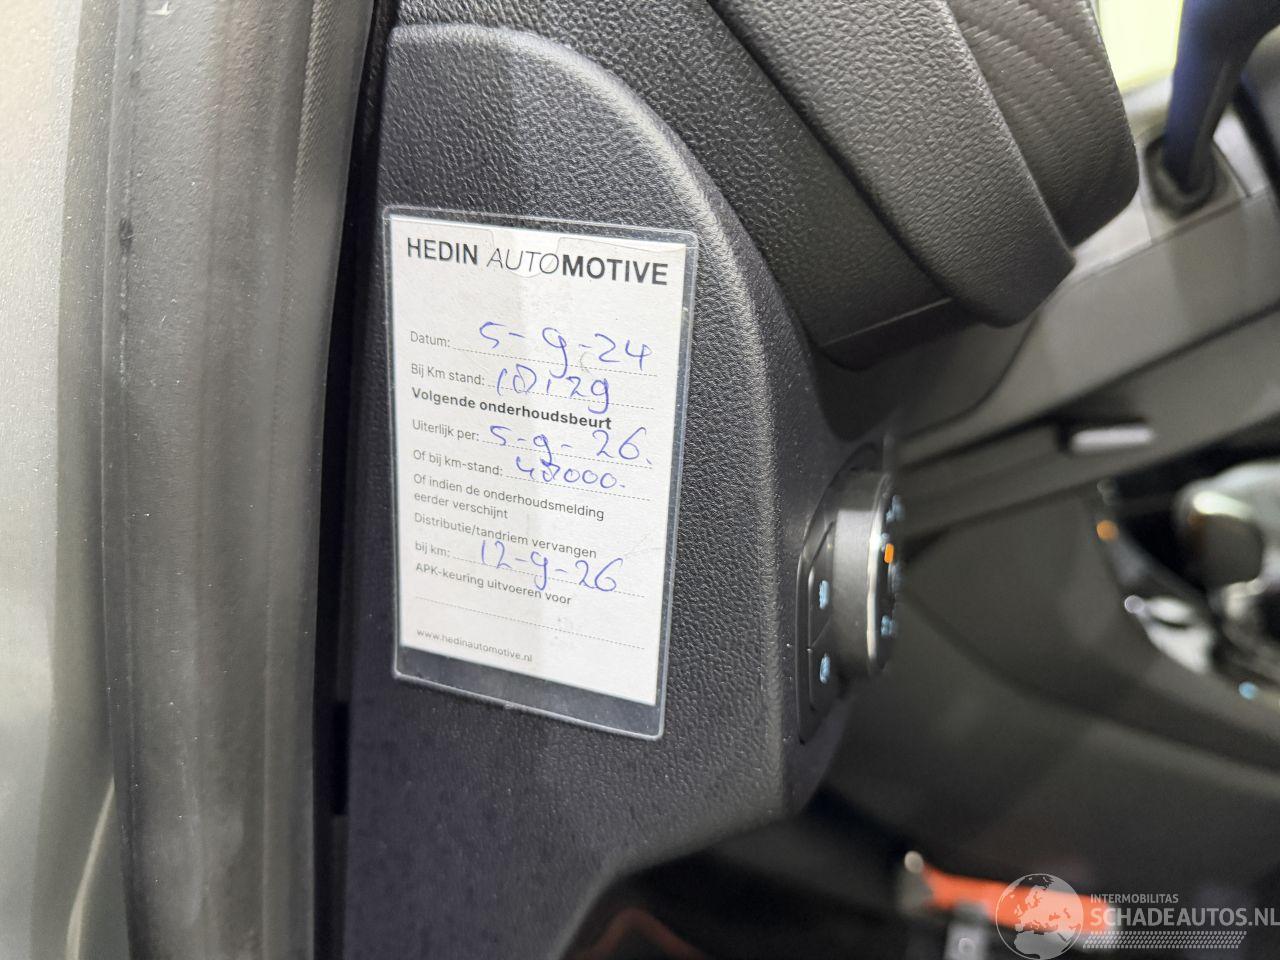 HEDIN AUTOMOTIVE
Datum: 5-9-24
Bij Km stand:
Volgende onderhoudsbeurt
Uiterlijk per: 5-9-26.
Of bij km-stand:
Of indien de onderhoudsmelding
eerder verschijnt
Distributie/tandriem vervangen
bij km: 12-9-26
APK-keuring uitvoeren voor
www.hedinautomotive.nl
INTERMOBILITAS
SCHADEAUTOS.NL